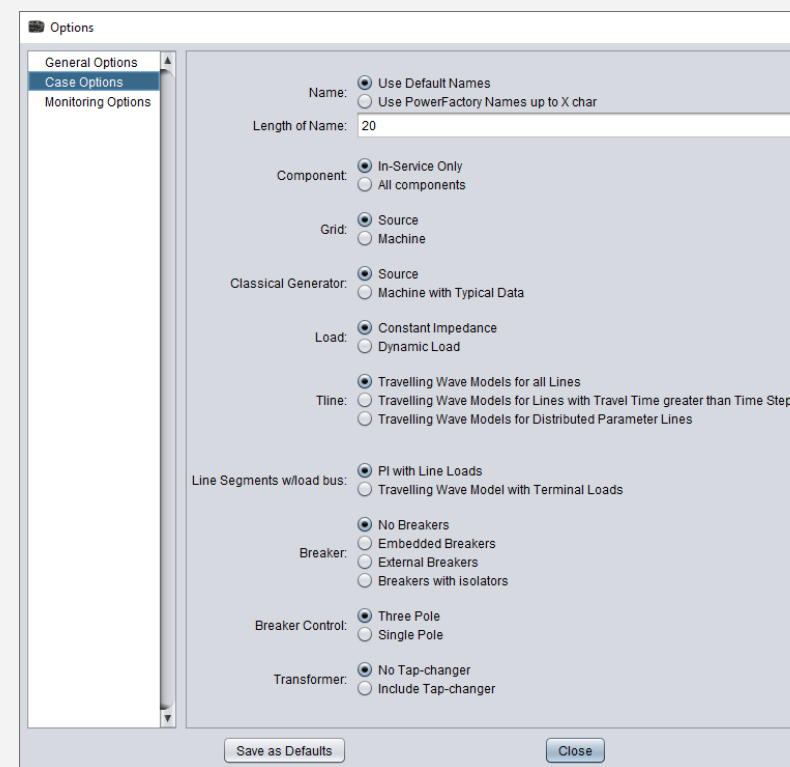 Options
General Options
Case Options
Monitoring Options
Name:
Use Default Names
Use PowerFactory Names up to X char
Length of Name: 20
Component:
In-Service Only
All components
Grid:
Source
Machine
Classical Generator:
Source
Machine with Typical Data
Load:
Constant Impedance
Dynamic Load
Tline:
Travelling Wave Models for all Lines
Travelling Wave Models for Lines with Travel Time greater than Time Step
Travelling Wave Models for Distributed Parameter Lines
Line Segments w/load bus:
PI with Line Loads
Travelling Wave Model with Terminal Loads
Breaker:
No Breakers
Embedded Breakers
External Breakers
Breakers with isolators
Breaker Control:
Three Pole
Single Pole
Transformer:
No Tap-changer
Include Tap-changer
Save as Defaults
Close